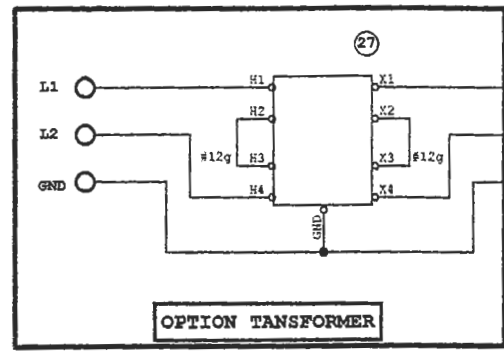 27
L1 H1 X1
H2 X2
L2
#12g H3 X3 #12g
GND H4 X4
GND
OPTION TANSFORMER